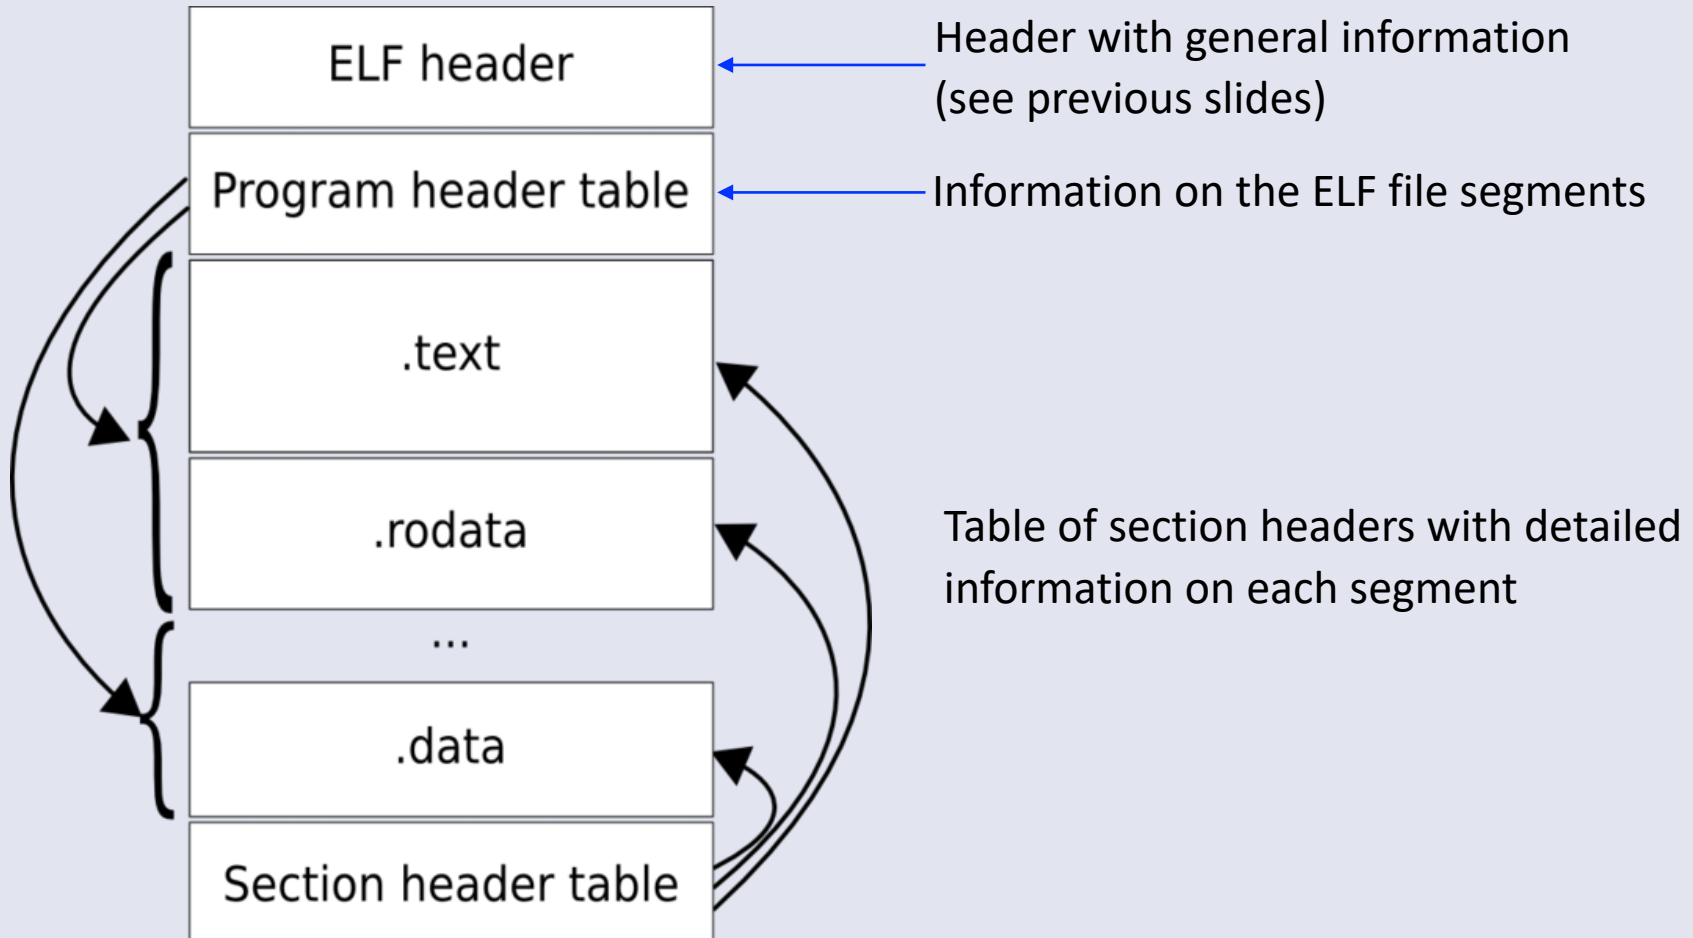 ELF header
Header with general information
(see previous slides)
Program header table
Information on the ELF file segments
.text
.rodata
Table of section headers with detailed
information on each segment
...
.data
Section header table